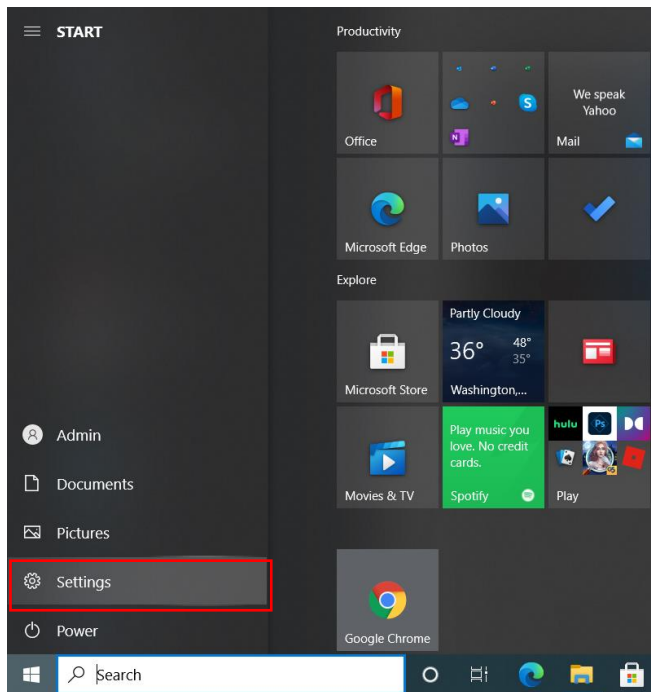 START
Productivity
Office
We speak
Yahoo
Mail
Microsoft Edge
Photos
Explore
Microsoft Store
Partly Cloudy
36°
48°
35°
Washington,...
Movies & TV
Play music you
love. No credit
cards.
Spotify
hulu
Ps
Play
Admin
Documents
Pictures
Settings
Power
Google Chrome
Search